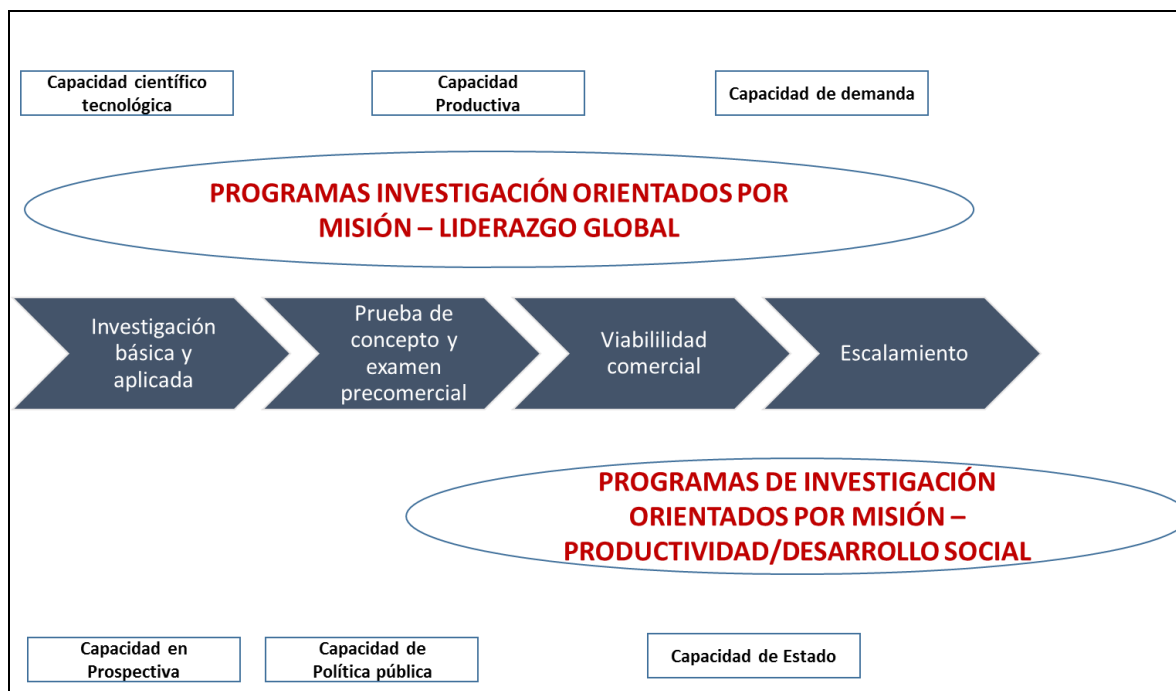 Capacidad científico
tecnológica
Capacidad
Productiva
Capacidad de demanda
PROGRAMAS INVESTIGACIÓN ORIENTADOS POR
MISIÓN – LIDERAZGO GLOBAL
Investigación
básica y
aplicada
Prueba de
concepto y
examen
precomercial
Viabililidad
comercial
Escalamiento
PROGRAMAS DE INVESTIGACIÓN
ORIENTADOS POR MISIÓN –
PRODUCTIVIDAD/DESARROLLO SOCIAL
Capacidad en
Prospectiva
Capacidad de
Política pública
Capacidad de Estado